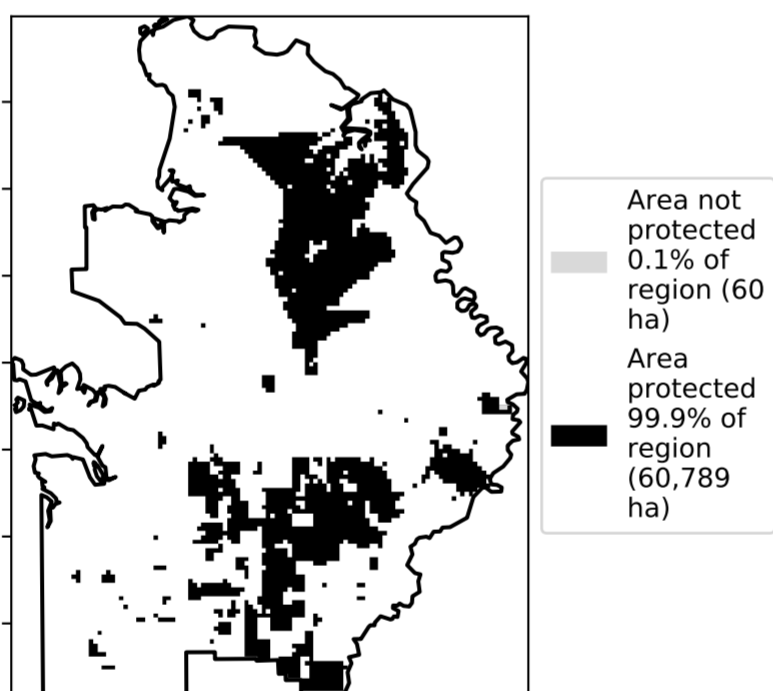 Area not
protected
0.1% of
region (60
ha)
Area
protected
99.9% of
region
(60,789
ha)